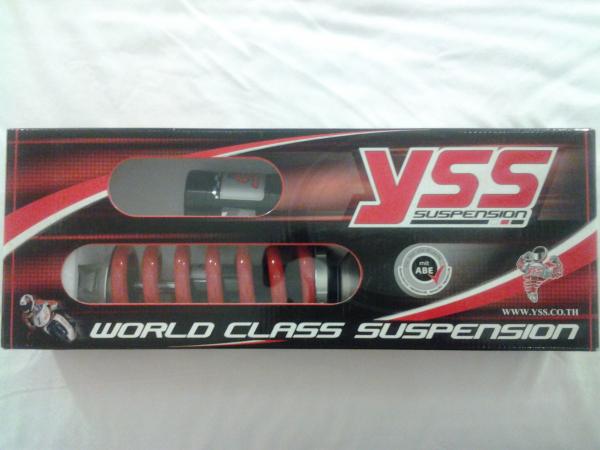 YSS
SUSPENSION
mit
ABE
WWW.YSS.CO.TH
WORLD CLASS SUSPENSION